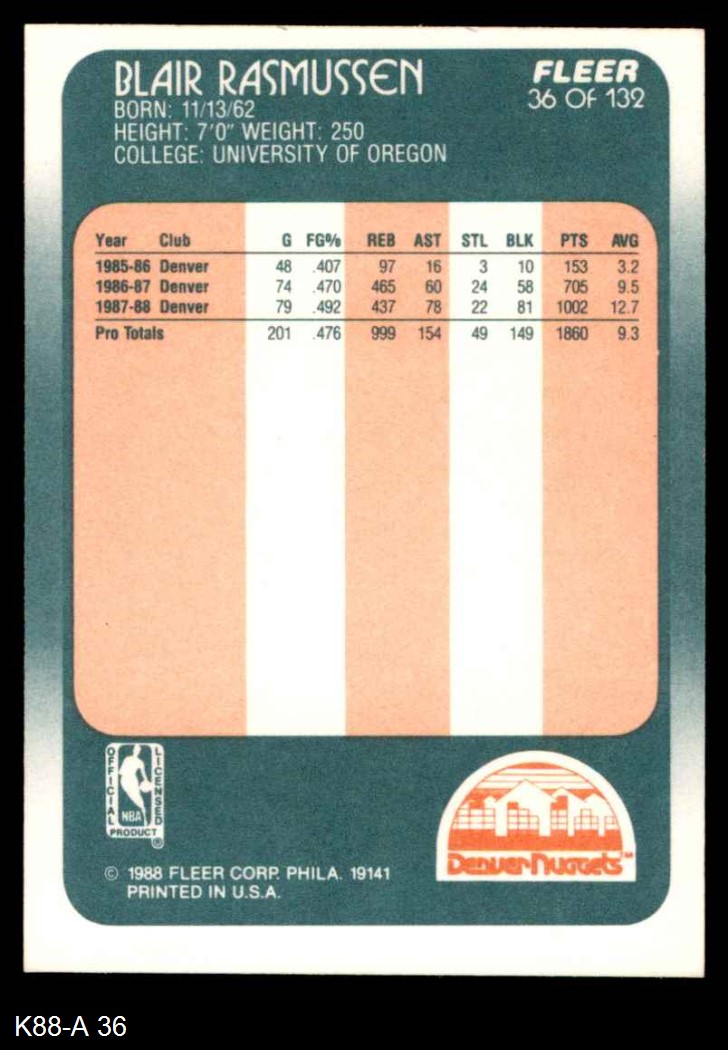 BLAIR RASMUSSEN
FLEER
36 OF 132
BORN: 11/13/62
HEIGHT: 7'0" WEIGHT: 250
COLLEGE: UNIVERSITY OF OREGON
Year Club G FG% REB AST STL BLK PTS AVG
1985-86 Denver 48 .407 97 16 3 10 153 3.2
1986-87 Denver 74 .470 465 60 24 58 705 9.5
1987-88 Denver 79 .492 437 78 22 81 1002 12.7
Pro Totals 201 .476 999 154 49 149 1860 9.3
OFFICIAL
LICENSED
NBA
PRODUCT ®
Denver Nuggets™
© 1988 FLEER CORP. PHILA. 19141
PRINTED IN U.S.A.
K88-A 36